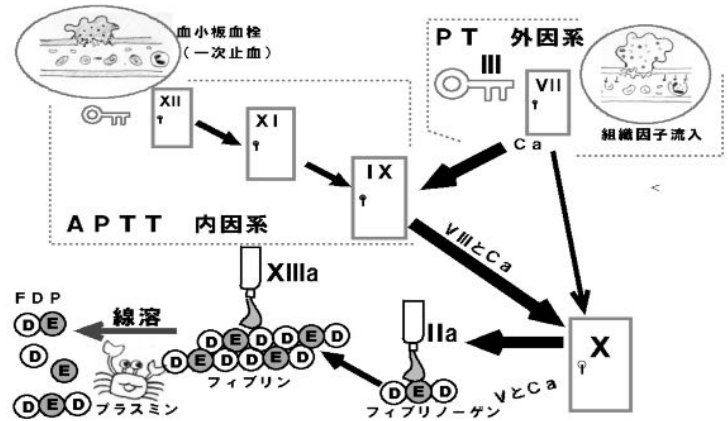 血小板血栓
（一次止血）
PT 外因系
III
VII
XII
XI
組織因子流入
Ca
IX
<
APTT 内因系
VIIIとCa
XIIIa
FDP
D E
線溶
IIa
X
D E D E D
D E D D E D
D
E
フィブリン
D E D
VとCa
D E D
プラスミン
フィブリノーゲン